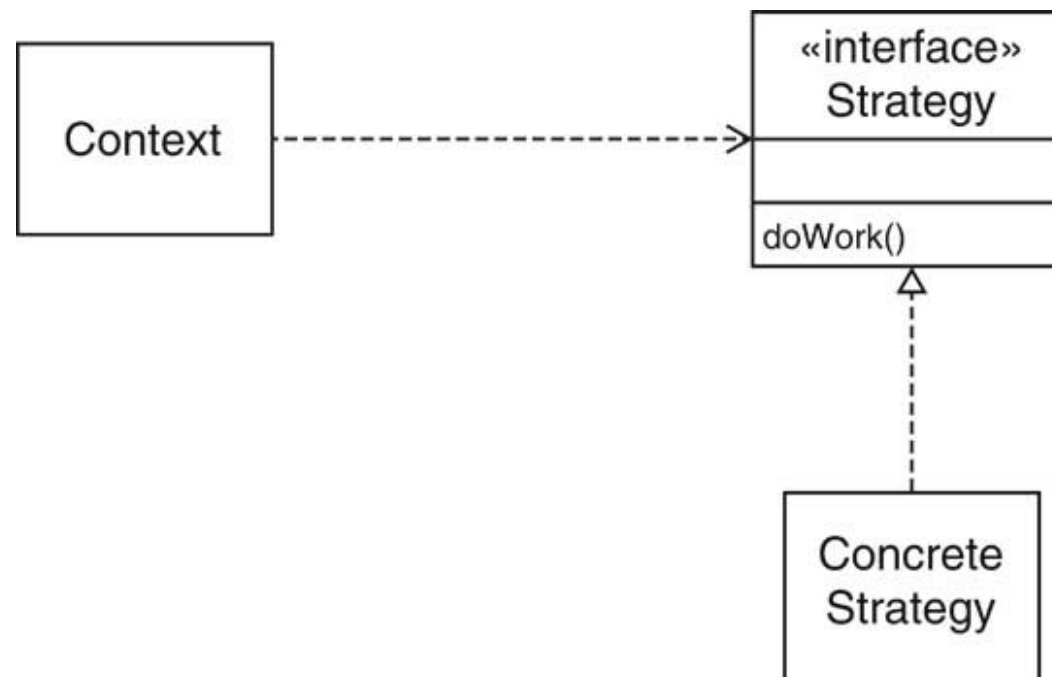 Context
«interface»
Strategy
doWork()
Concrete
Strategy